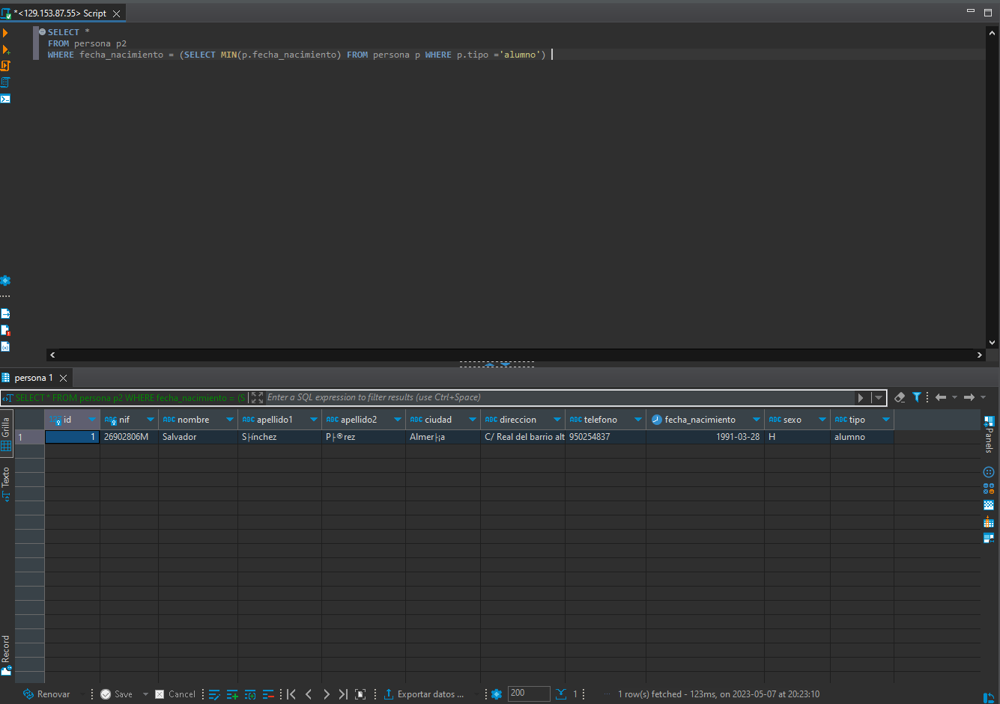 *<129.153.87.55> Script
SELECT *
FROM persona p2
WHERE fecha_nacimiento = (SELECT MIN(p.fecha_nacimiento) FROM persona p WHERE p.tipo ='alumno')
persona 1
SELECT * FROM persona p2 WHERE fecha_nacimiento = (S Enter a SQL expression to filter results (use Ctrl+Space)
Grilla
Texto
Record
Panels
id nif nombre apellido1 apellido2 ciudad direccion telefono fecha_nacimiento sexo tipo
1 1 26902806M Salvador S├ínchez P├®rez Almer├¡a C/ Real del barrio alt 950254837 1991-03-28 H alumno
Renovar Save Cancel Exportar datos ... 200 1 1 row(s) fetched - 123ms, on 2023-05-07 at 20:23:10